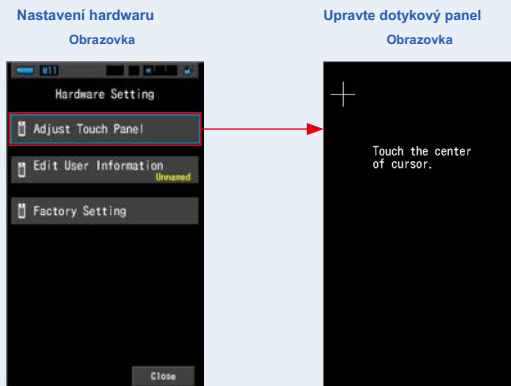 Nastavení hardwaru
Obrazovka
Upravte dotykový panel
Obrazovka
M11
Hardware Setting
Adjust Touch Panel
Edit User Information
Unnamed
Factory Setting
Close
Touch the center
of cursor.